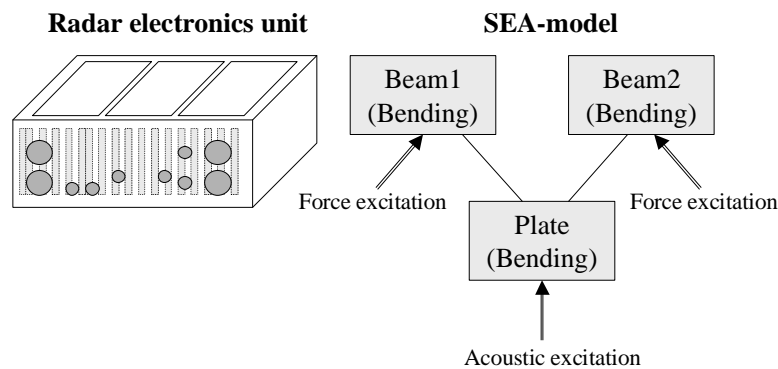 Radar electronics unit
SEA-model
Beam1
(Bending)
Beam2
(Bending)
Force excitation
Force excitation
Plate
(Bending)
Acoustic excitation